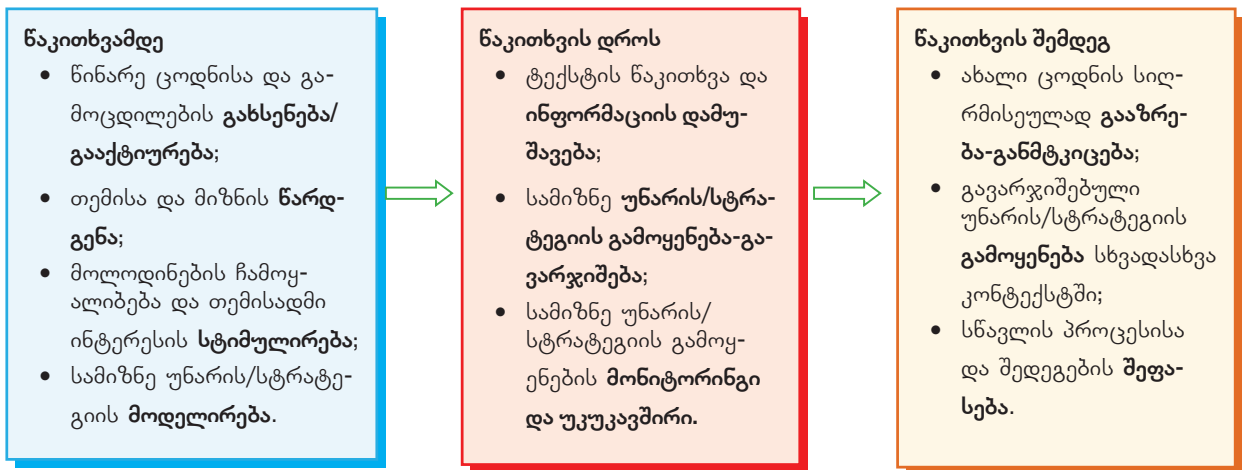 წაკითხვამდე
• წინარე ცოდნისა და გა-
მოცდილების გახსენება/
გააქტიურება;
• თემისა და მიზნის წარდ-
გენა;
• მოლოდინების ჩამოყ-
ალიბება და თემისადმი
ინტერესის სტიმულირება;
• სამიზნე უნარის/სტრატე-
გიის მოდელირება.
წაკითხვის დროს
• ტექსტის წაკითხვა და
ინფორმაციის დამუ-
შავება;
• სამიზნე უნარის/სტრა-
ტეგიის გამოყენება-გა-
ვარჯიშება;
• სამიზნე უნარის/
სტრატეგიის გამოყ-
ენების მონიტორინგი
და უკუკავშირი.
წაკითხვის შემდეგ
• ახალი ცოდნის სიღ-
რმისეულად გააზრე-
ბა-განმტკიცება;
• გავარჯიშებული
უნარის/სტრატეგიის
გამოყენება სხვადასხვა
კონტექსტში;
• სწავლის პროცესისა
და შედეგების შეფა-
სება.